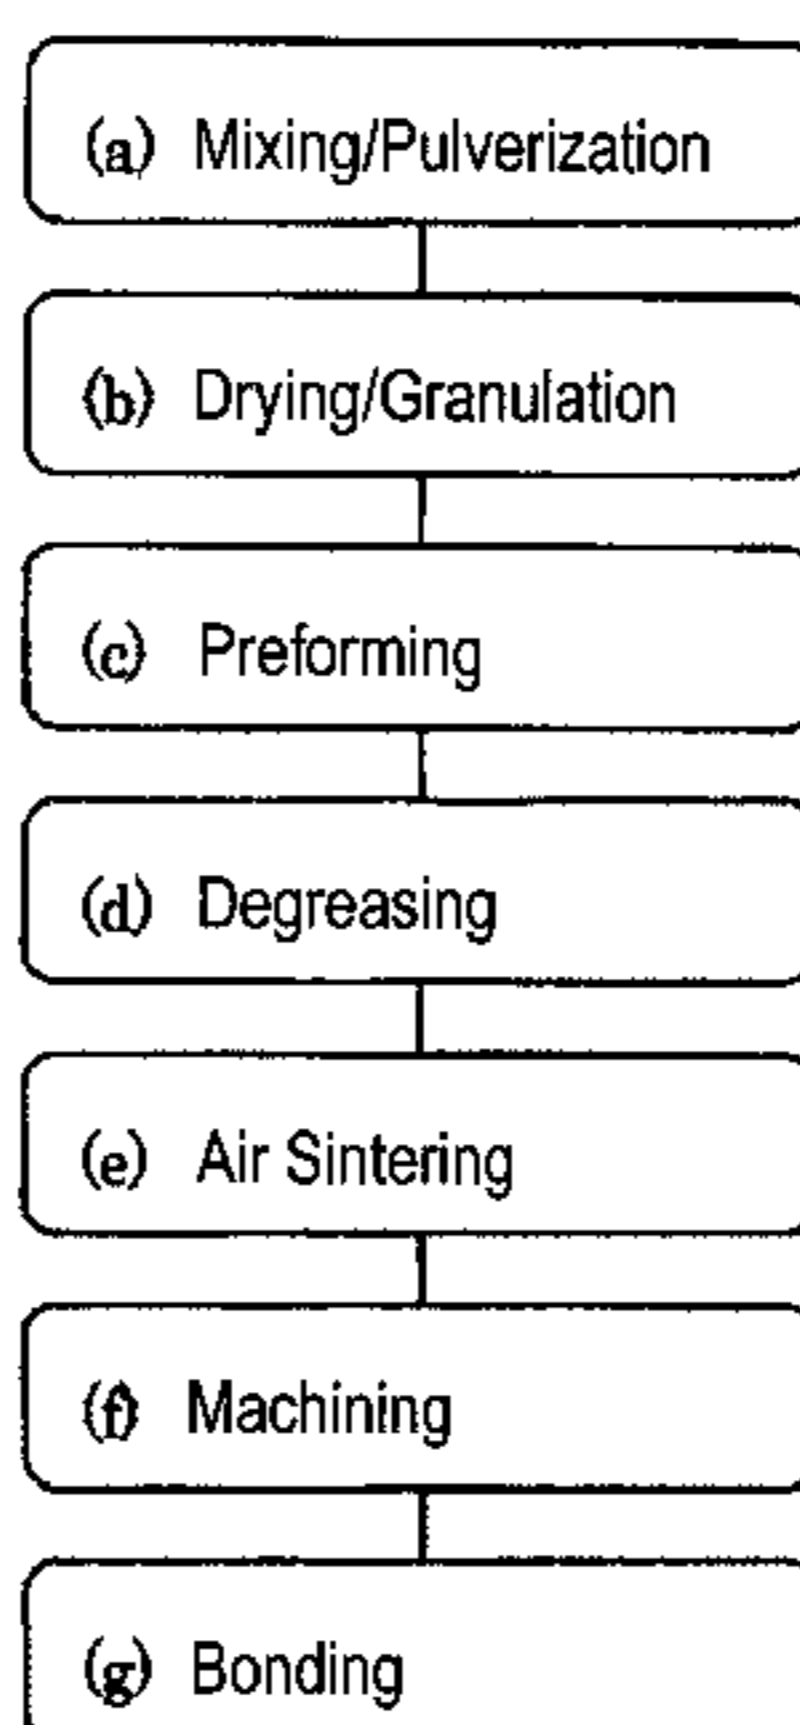 (a) Mixing/Pulverization
(b) Drying/Granulation
(c) Preforming
(d) Degreasing
(e) Air Sintering
(f) Machining
(g) Bonding